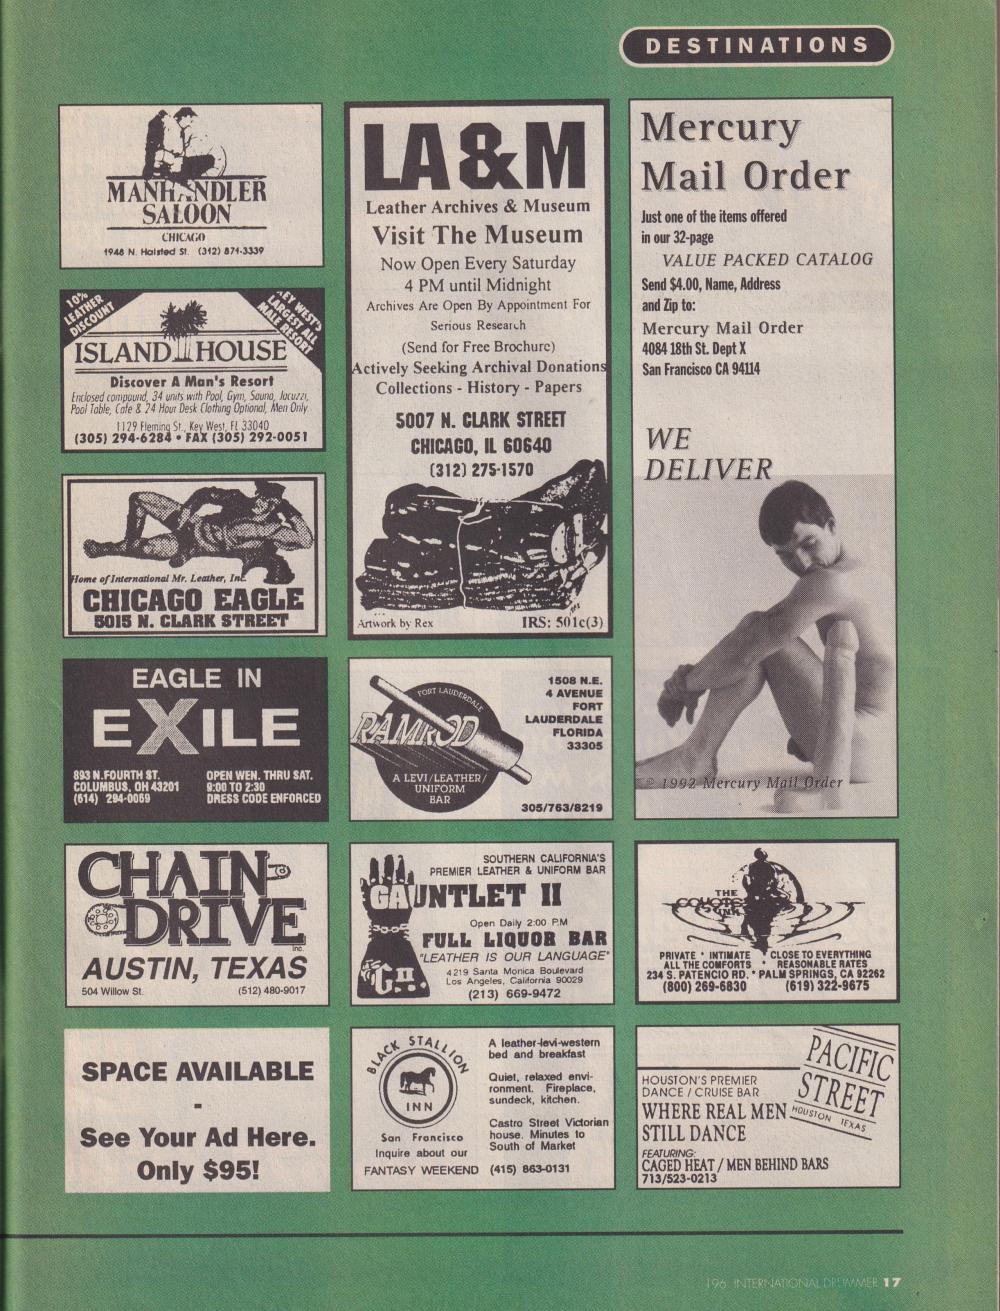 DESTINATIONS
MANHANDLER
SALOON
CHICAGO
1948 N. Halsted St. (312) 871-3339
10%
LEATHER
DISCOUNT
KEY WEST'S
LARGEST ALL
MALE RESORT
ISLAND HOUSE
Discover A Man's Resort
Enclosed compound, 34 units with Pool, Gym, Sauna, Jacuzzi,
Pool Table, Cafe & 24 Hour Desk Clothing Optional, Men Only
1129 Fleming St., Key West, FL 33040
(305) 294-6284 • FAX (305) 292-0051
Home of International Mr. Leather, Inc.
CHICAGO EAGLE
5015 N. CLARK STREET
EAGLE IN
EXILE
893 N. FOURTH ST.
COLUMBUS, OH 43201
(614) 294-0069
OPEN WEN. THRU SAT.
9:00 TO 2:30
DRESS CODE ENFORCED
CHAIN
DRIVE
Inc.
AUSTIN, TEXAS
504 Willow St.
(512) 480-9017
SPACE AVAILABLE
-
See Your Ad Here.
Only $95!
LA&M
Leather Archives & Museum
Visit The Museum
Now Open Every Saturday
4 PM until Midnight
Archives Are Open By Appointment For
Serious Research
(Send for Free Brochure)
Actively Seeking Archival Donations
Collections - History - Papers
5007 N. CLARK STREET
CHICAGO, IL 60640
(312) 275-1570
Artwork by Rex
IRS: 501c(3)
FORT LAUDERDALE
RAMROD
A LEVI/LEATHER/
UNIFORM
BAR
1508 N.E.
4 AVENUE
FORT
LAUDERDALE
FLORIDA
33305
305/763/8219
SOUTHERN CALIFORNIA'S
PREMIER LEATHER & UNIFORM BAR
GAUNTLET II
Open Daily 2:00 P.M
FULL LIQUOR BAR
"LEATHER IS OUR LANGUAGE"
4219 Santa Monica Boulevard
Los Angeles, California 90029
(213) 669-9472
G II
BLACK STALLION
INN
San Francisco
Inquire about our
FANTASY WEEKEND
A leather-levi-western
bed and breakfast
Quiet, relaxed envi-
ronment. Fireplace,
sundeck, kitchen.
Castro Street Victorian
house. Minutes to
South of Market
(415) 863-0131
Mercury
Mail Order
Just one of the items offered
in our 32-page
VALUE PACKED CATALOG
Send $4.00, Name, Address
and Zip to:
Mercury Mail Order
4084 18th St. Dept X
San Francisco CA 94114
WE
DELIVER
© 1992 Mercury Mail Order
THE
COYOTE
INN
PRIVATE * INTIMATE * CLOSE TO EVERYTHING
ALL THE COMFORTS * REASONABLE RATES
234 S. PATENCIO RD. * PALM SPRINGS, CA 92262
(800) 269-6830 (619) 322-9675
PACIFIC
STREET
HOUSTON TEXAS
HOUSTON'S PREMIER
DANCE / CRUISE BAR
WHERE REAL MEN
STILL DANCE
FEATURING:
CAGED HEAT / MEN BEHIND BARS
713/523-0213
196 INTERNATIONAL DRUMMER 17